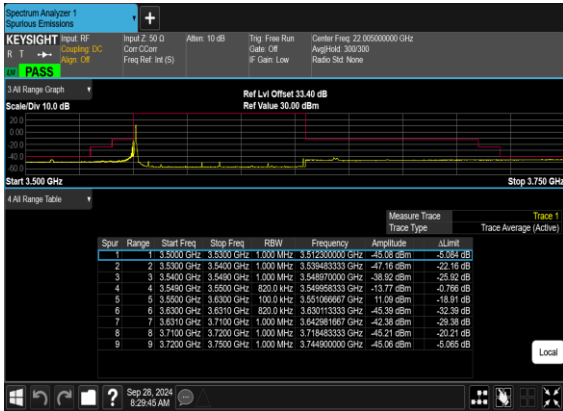 Spectrum Analyzer 1
Spurious Emissions
KEYSIGHT Input: RF Input Z: 50 Ω Atten: 10 dB Trig: Free Run Center Freq: 22.005000000 GHz
R T Coupling: DC Corr CCorr Gate: Off Avg|Hold: 300/300
Align: Off Freq Ref: Int (S) IF Gain: Low Radio Std: None
PASS
3 All Range Graph Ref Lvl Offset 33.40 dB
Scale/Div 10.0 dB Ref Value 30.00 dBm
20.0
0.00
-20.0
-40.0
-60.0
Start 3.500 GHz Stop 3.750 GHz
4 All Range Table
Measure Trace Trace 1
Trace Type Trace Average (Active)
Spur Range Start Freq Stop Freq RBW Frequency Amplitude ΔLimit
1 1 3.5000 GHz 3.5300 GHz 1.000 MHz 3.512300000 GHz -45.08 dBm -5.084 dB
2 2 3.5300 GHz 3.5400 GHz 1.000 MHz 3.539483333 GHz -47.16 dBm -22.16 dB
3 3 3.5400 GHz 3.5490 GHz 1.000 MHz 3.548970000 GHz -38.92 dBm -25.92 dB
4 4 3.5490 GHz 3.5500 GHz 820.0 kHz 3.549958333 GHz -13.77 dBm -0.766 dB
5 5 3.5500 GHz 3.6300 GHz 100.0 kHz 3.551066667 GHz 11.09 dBm -18.91 dB
6 6 3.6300 GHz 3.6310 GHz 820.0 kHz 3.630113333 GHz -45.39 dBm -32.39 dB
7 7 3.6310 GHz 3.7100 GHz 1.000 MHz 3.642981667 GHz -42.38 dBm -29.38 dB
8 8 3.7100 GHz 3.7200 GHz 1.000 MHz 3.718483333 GHz -45.21 dBm -20.21 dB
9 9 3.7200 GHz 3.7500 GHz 1.000 MHz 3.744900000 GHz -45.06 dBm -5.065 dB
Local
Sep 28, 2024
8:29:45 AM